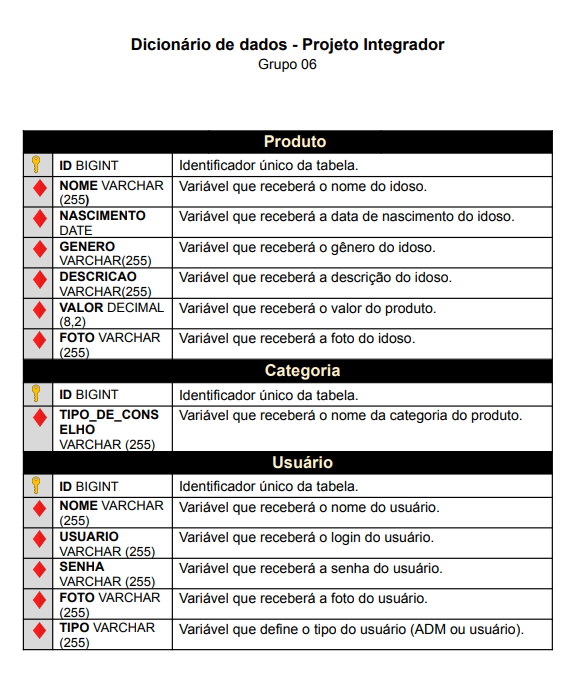 Dicionário de dados - Projeto Integrador
Grupo 06
Produto
ID BIGINT
Identificador único da tabela.
NOME VARCHAR
(255)
Variável que receberá o nome do idoso.
NASCIMENTO
DATE
Variável que receberá a data de nascimento do idoso.
GENERO
VARCHAR(255)
Variável que receberá o gênero do idoso.
DESCRICAO
VARCHAR(255)
Variável que receberá a descrição do idoso.
VALOR DECIMAL
(8,2)
Variável que receberá o valor do produto.
FOTO VARCHAR
(255)
Variável que receberá a foto do idoso.
Categoria
ID BIGINT
Identificador único da tabela.
TIPO_DE_CONS
ELHO
VARCHAR (255)
Variável que receberá o nome da categoria do produto.
Usuário
ID BIGINT
Identificador único da tabela.
NOME VARCHAR
(255)
Variável que receberá o nome do usuário.
USUARIO
VARCHAR (255)
Variável que receberá o login do usuário.
SENHA
VARCHAR (255)
Variável que receberá a senha do usuário.
FOTO VARCHAR
(255)
Variável que receberá a foto do usuário.
TIPO VARCHAR
(255)
Variável que define o tipo do usuário (ADM ou usuário).